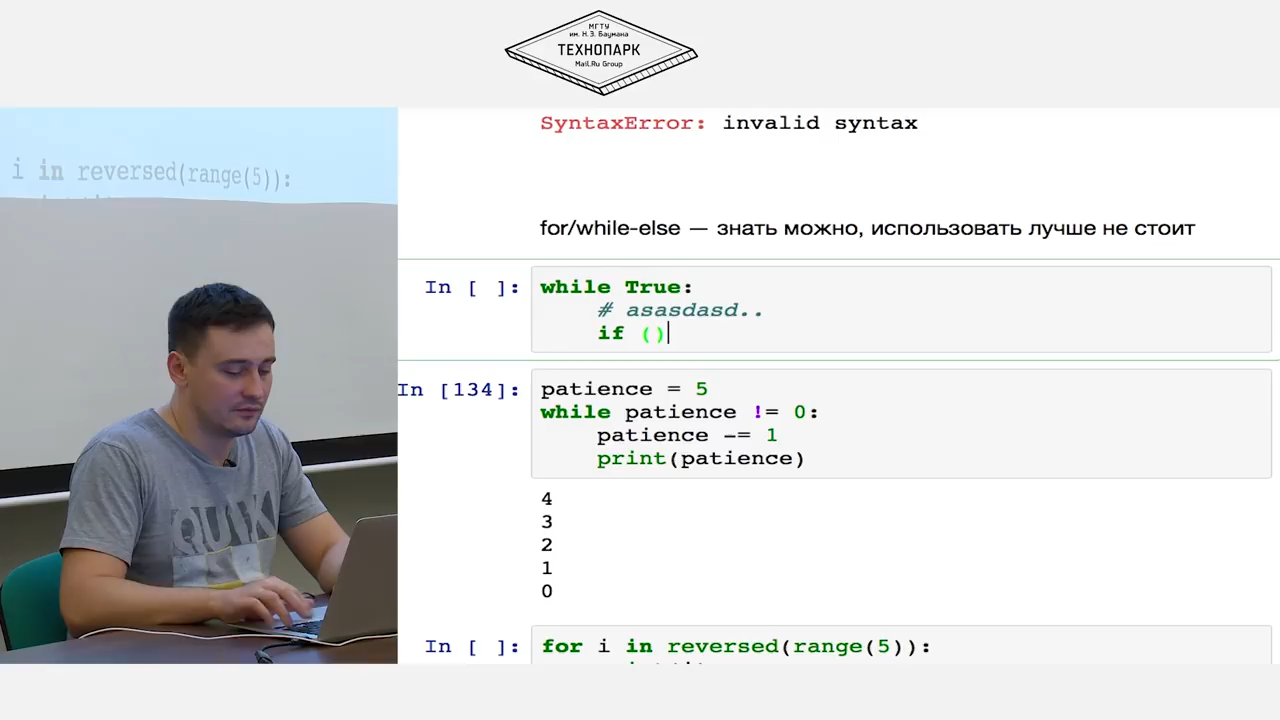 МГТУ
им. Н. Э. Баумана
ТЕХНОПАРК
Mail.Ru Group
SyntaxError: invalid syntax
i in reversed(range(5)):
for/while-else — знать можно, использовать лучше не стоит
In [ ]:
while True:
# asasdasd..
if ()
In [134]:
patience = 5
while patience != 0:
patience -= 1
print(patience)
4
3
2
1
0
QUIK
In [ ]:
for i in reversed(range(5)):